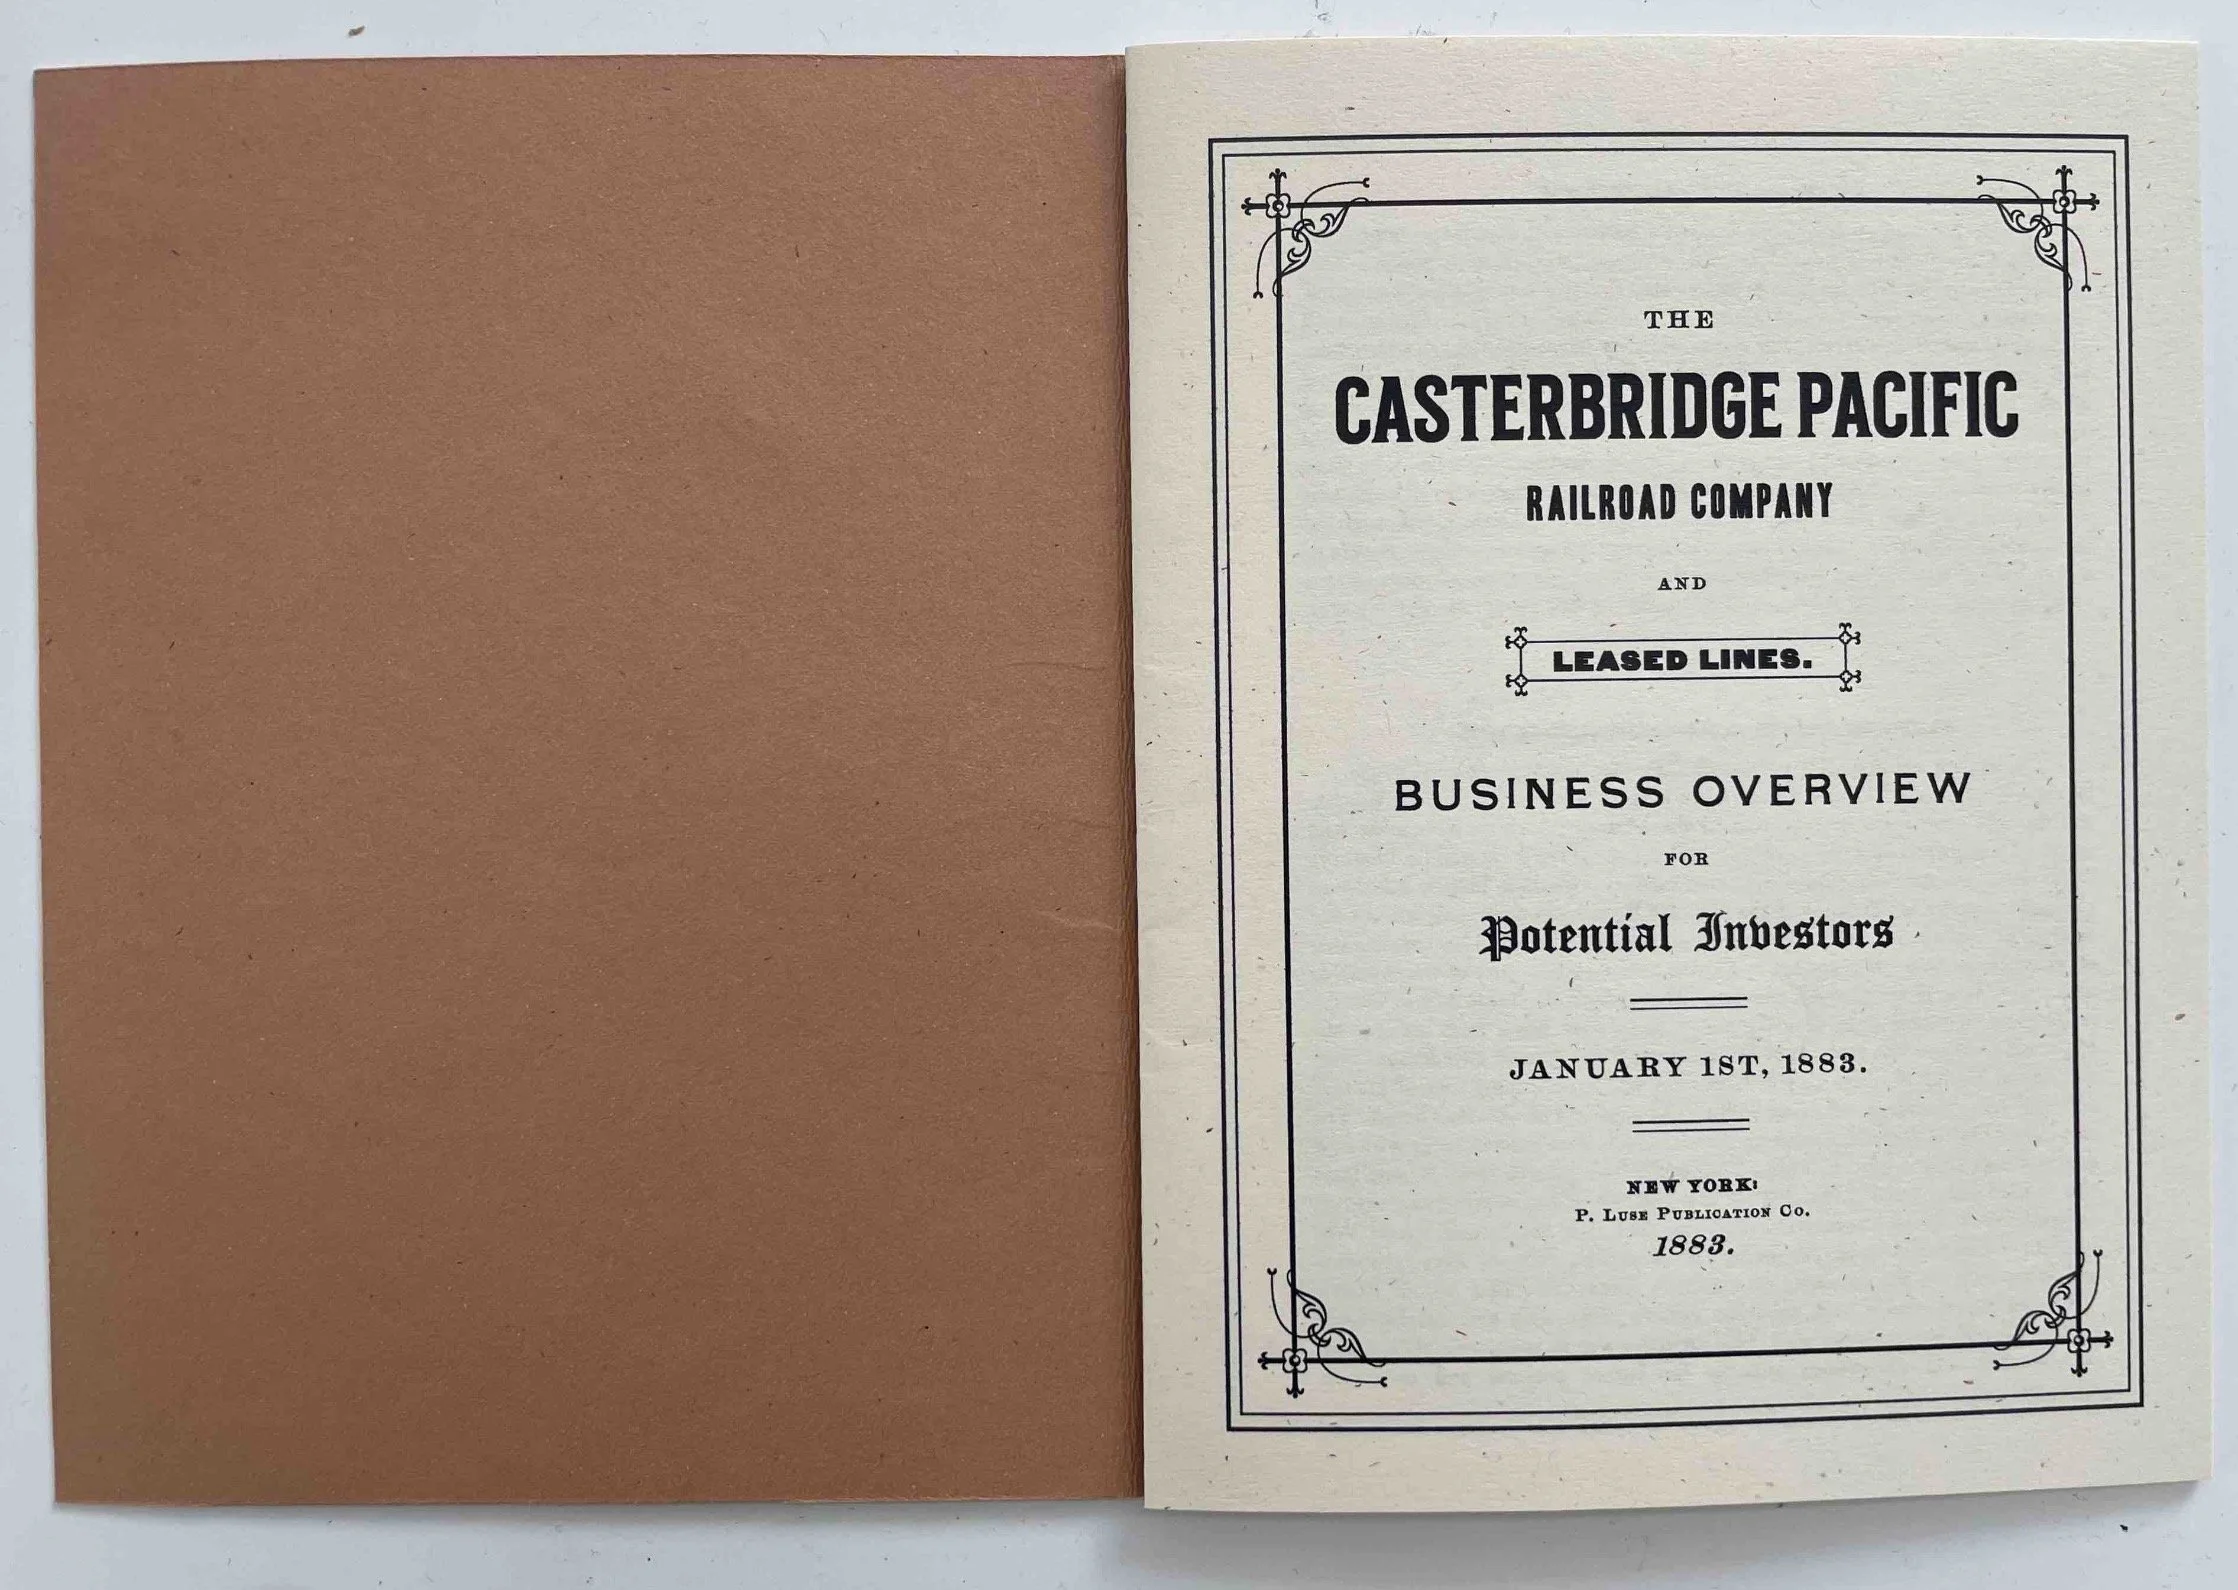 THE
CASTERBRIDGE PACIFIC
RAILROAD COMPANY
AND
LEASED LINES.
BUSINESS OVERVIEW
FOR
Potential Investors
JANUARY 1ST, 1883.
NEW YORK:
P. LUSE PUBLICATION CO.
1883.